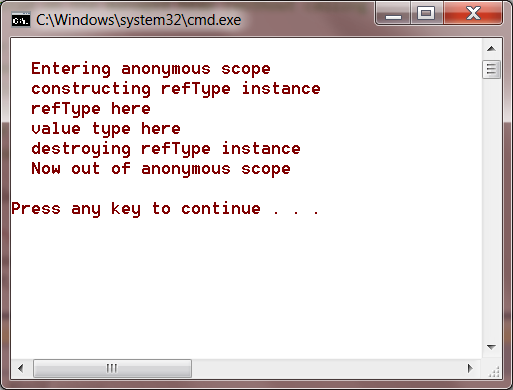 C:\Windows\system32\cmd.exe
Entering anonymous scope
constructing refType instance
refType here
value type here
destroying refType instance
Now out of anonymous scope
Press any key to continue . . .